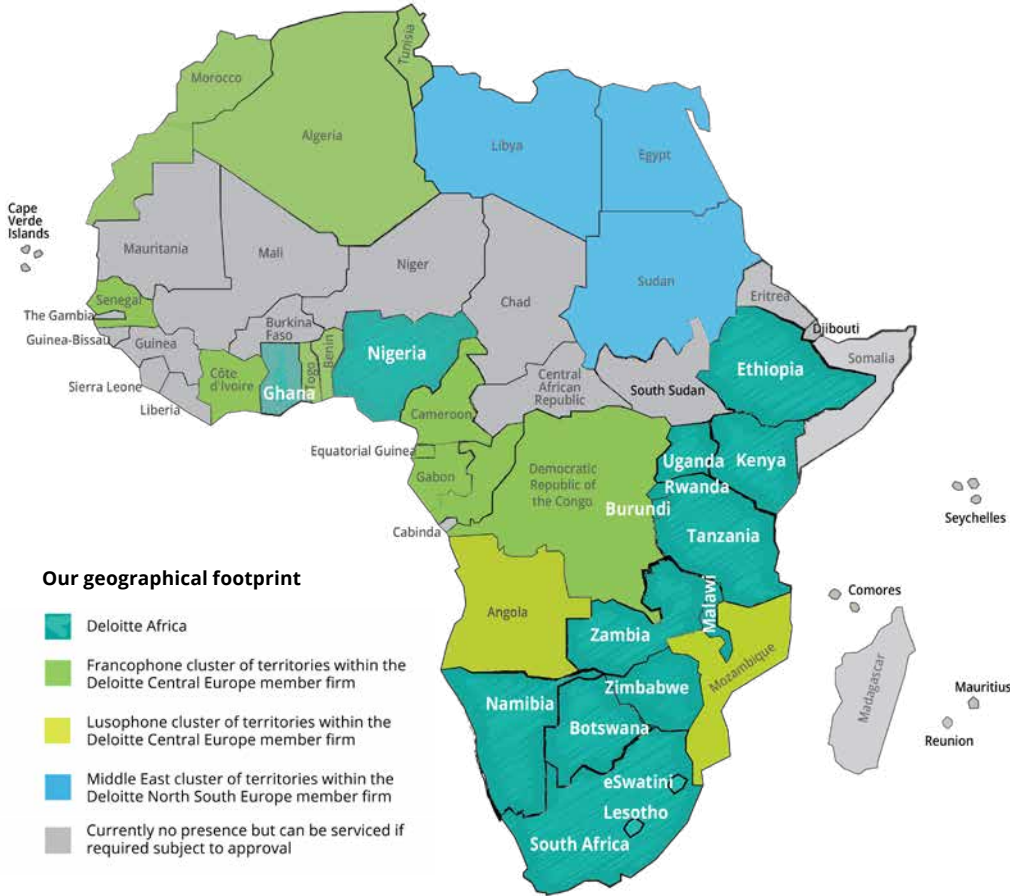 Tunisia
Morocco
Algeria
Libya
Egypt
Cape
Verde
Islands
Mauritania
Mali
Niger
Chad
Sudan
Eritrea
Senegal
The Gambia
Guinea-Bissau
Guinea
Burkina
Faso
Benin
Togo
Nigeria
Djibouti
Somalia
Ethiopia
Sierra Leone
Liberia
Côte
d'Ivoire
Ghana
Cameroon
Central
African
Republic
South Sudan
Equatorial Guinea
Gabon
Democratic
Republic of
the Congo
Uganda
Kenya
Rwanda
Burundi
Tanzania
Seychelles
Cabinda
Our geographical footprint
Deloitte Africa
Francophone cluster of territories within the
Deloitte Central Europe member firm
Lusophone cluster of territories within the
Deloitte Central Europe member firm
Middle East cluster of territories within the
Deloitte North South Europe member firm
Currently no presence but can be serviced if
required subject to approval
Angola
Zambia
Malawi
Comores
Mozambique
Madagascar
Mauritius
Reunion
Namibia
Zimbabwe
Botswana
eSwatini
Lesotho
South Africa